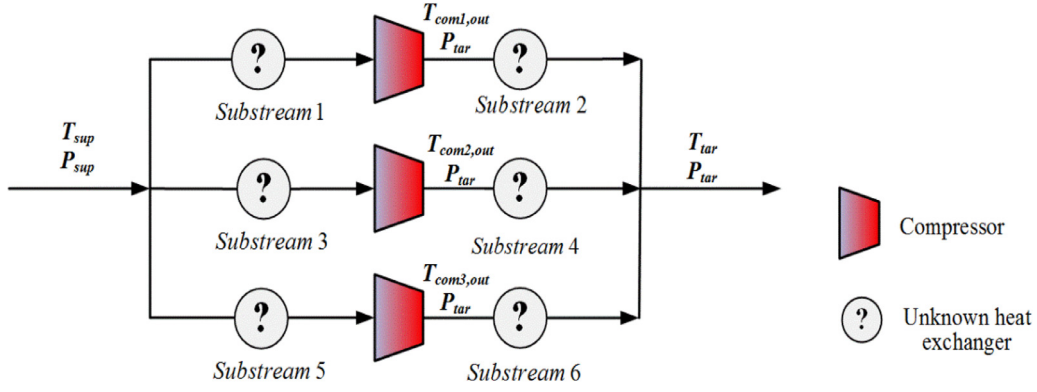 T_com1,out
P_tar
?
?
Substream 1
Substream 2
T_sup
P_sup
T_com2,out
P_tar
?
?
Substream 3
Substream 4
T_tar
P_tar
Compressor
T_com3,out
P_tar
?
?
Substream 5
Substream 6
?
Unknown heat
exchanger